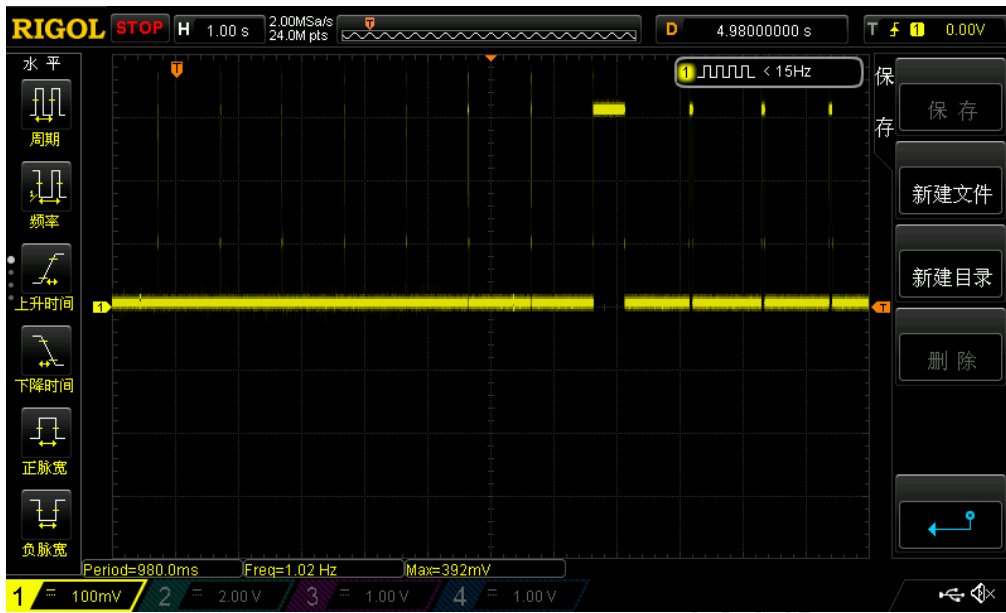 RIGOL STOP H 1.00 s 2.00MSa/s 24.0M pts T D 4.98000000 s T 1 0.00V
水平
T
1 < 15Hz
保存
保存
周期
新建文件
频率
新建目录
上升时间
1
T
删除
下降时间
正脉宽
负脉宽
Period=980.0ms Freq=1.02 Hz Max=392mV
1 = 100mV 2 = 2.00 V 3 = 1.00 V 4 = 1.00 V